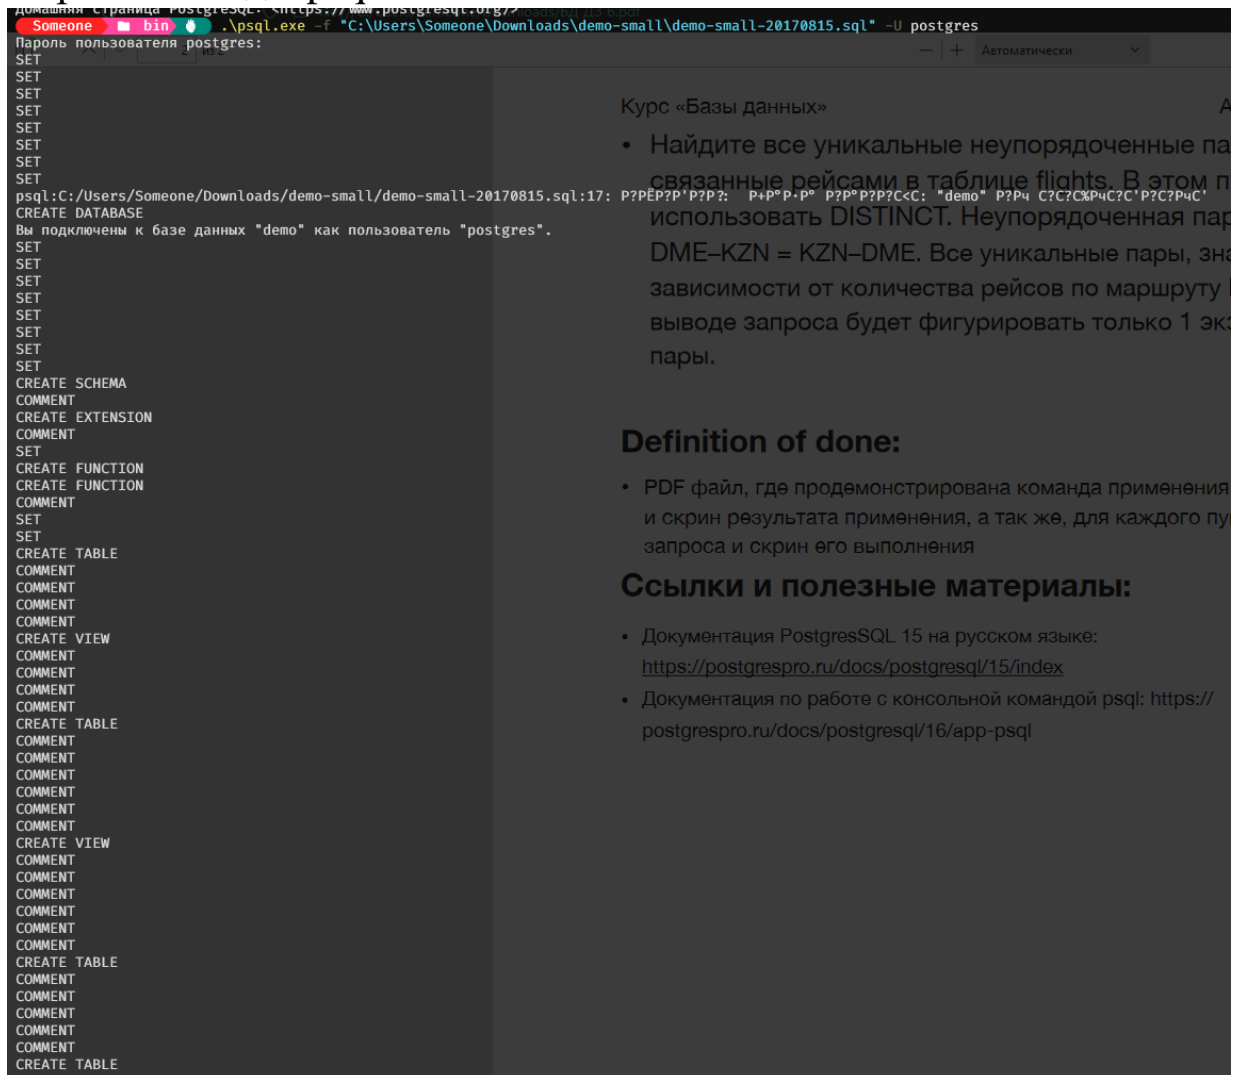 Домашняя страница PostgreSQL: <https://www.postgresql.org/>
Someone bin .\psql.exe -f "C:\Users\Someone\Downloads\demo-small\demo-small-20170815.sql" -U postgres
Пароль пользователя postgres:
SET
SET
SET
SET
SET
SET
SET
SET
psql:C:/Users/Someone/Downloads/demo-small/demo-small-20170815.sql:17: "demo"
CREATE DATABASE
Вы подключены к базе данных "demo" как пользователь "postgres".
SET
SET
SET
SET
SET
SET
SET
SET
CREATE SCHEMA
COMMENT
CREATE EXTENSION
COMMENT
SET
CREATE FUNCTION
CREATE FUNCTION
COMMENT
SET
SET
CREATE TABLE
COMMENT
COMMENT
COMMENT
COMMENT
CREATE VIEW
COMMENT
COMMENT
COMMENT
COMMENT
CREATE TABLE
COMMENT
COMMENT
COMMENT
COMMENT
COMMENT
COMMENT
CREATE VIEW
COMMENT
COMMENT
COMMENT
COMMENT
COMMENT
COMMENT
CREATE TABLE
COMMENT
COMMENT
COMMENT
COMMENT
COMMENT
CREATE TABLE
Автоматически
Курс «Базы данных»
• Найдите все уникальные неупорядоченные
связанные рейсами в таблице flights. В этом
использовать DISTINCT. Неупорядоченная
DME–KZN = KZN–DME. Все уникальные пары,
зависимости от количества рейсов по маршруту
выводе запроса будет фигурировать только 1
пары.
Definition of done:
• PDF файл, где продемонстрирована команда применения
и скрин результата применения, а так же, для каждого
запроса и скрин его выполнения
Ссылки и полезные материалы:
• Документация PostgresSQL 15 на русском языке:
https://postgrespro.ru/docs/postgresql/15/index
• Документация по работе с консольной командой psql: https://
postgrespro.ru/docs/postgresql/16/app-psql